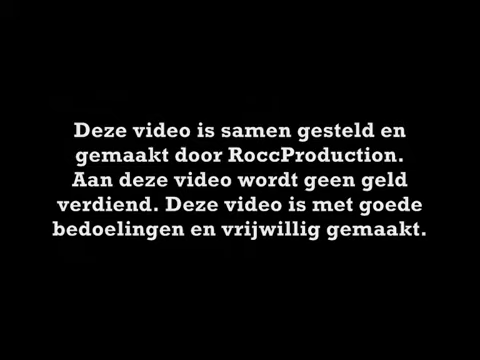 Deze video is samen gesteld en
gemaakt door RoccProduction.
Aan deze video wordt geen geld
verdiend. Deze video is met goede
bedoelingen en vrijwillig gemaakt.